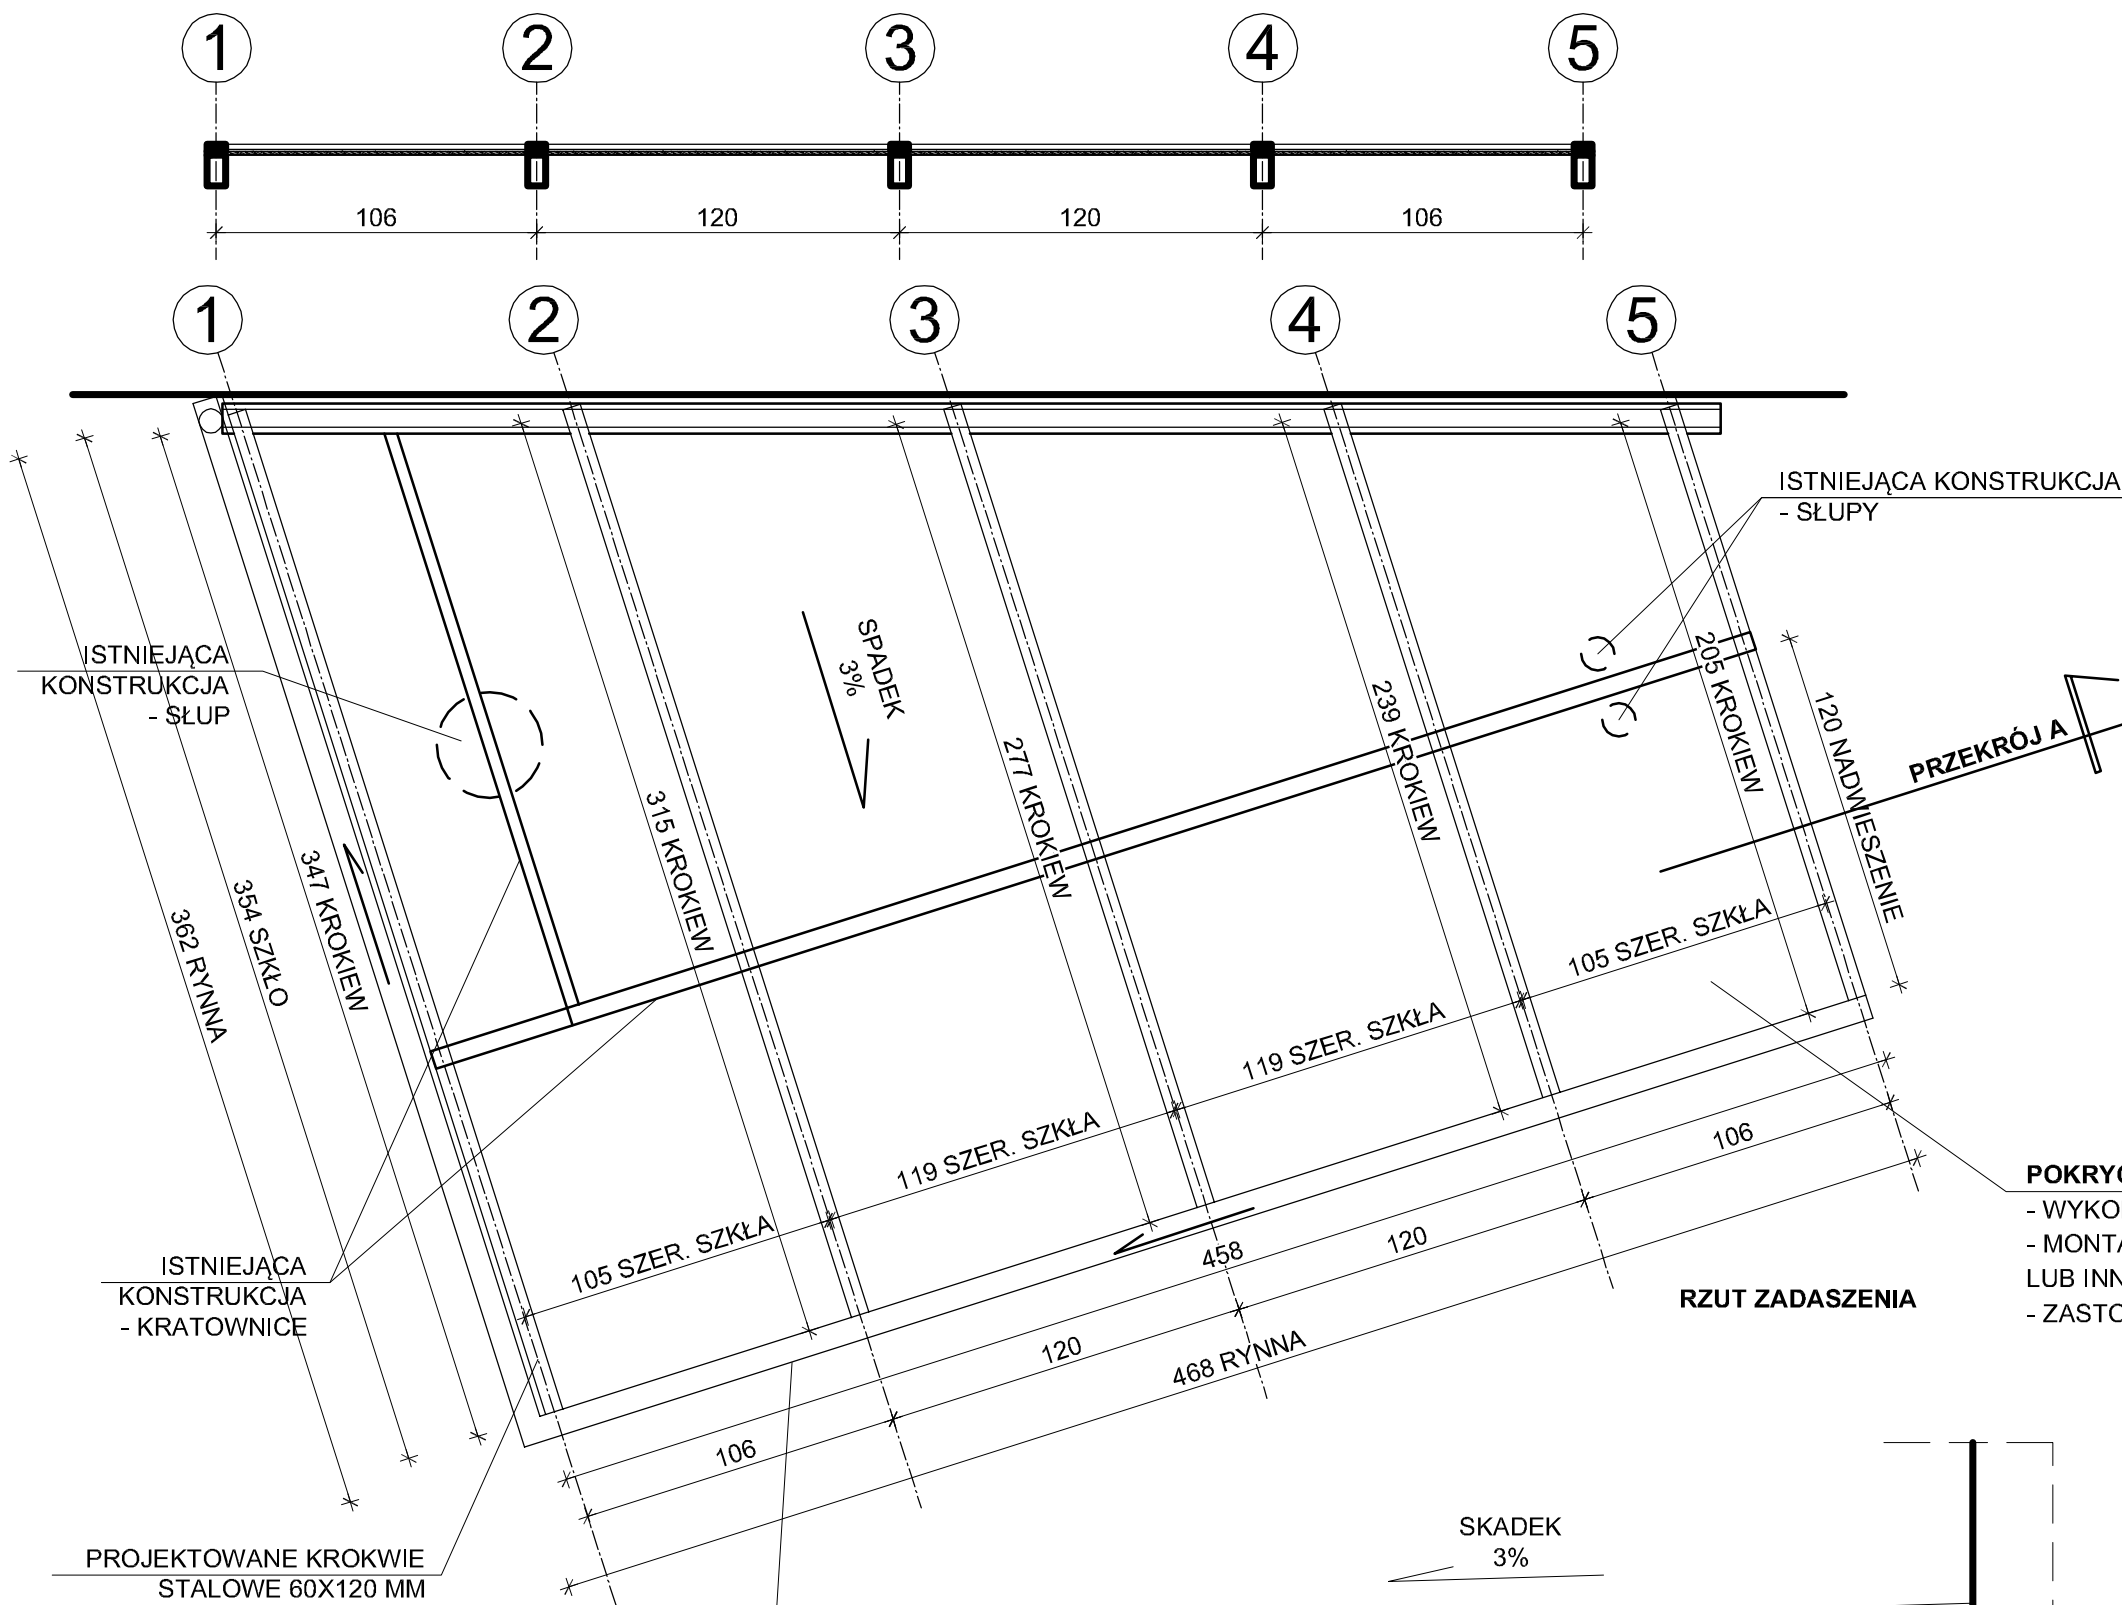 1
2
3
4
5
106
120
120
106
1
2
3
4
5
ISTNIEJĄCA KONSTRUKCJA
- SŁUPY
ISTNIEJĄCA
KONSTRUKCJA
- SŁUP
SPADEK
3%
362 RYNNA
354 SZKŁO
347 KROKIEW
315 KROKIEW
277 KROKIEW
239 KROKIEW
205 KROKIEW
120 NADWIESZENIE
PRZEKRÓJ A
105 SZER. SZKŁA
119 SZER. SZKŁA
119 SZER. SZKŁA
105 SZER. SZKŁA
458
106
120
120
106
468 RYNNA
ISTNIEJĄCA
KONSTRUKCJA
- KRATOWNICE
RZUT ZADASZENIA
- MONTA
LUB INN
PROJEKTOWANE KROKWIE
STALOWE 60X120 MM
SKADEK
3%